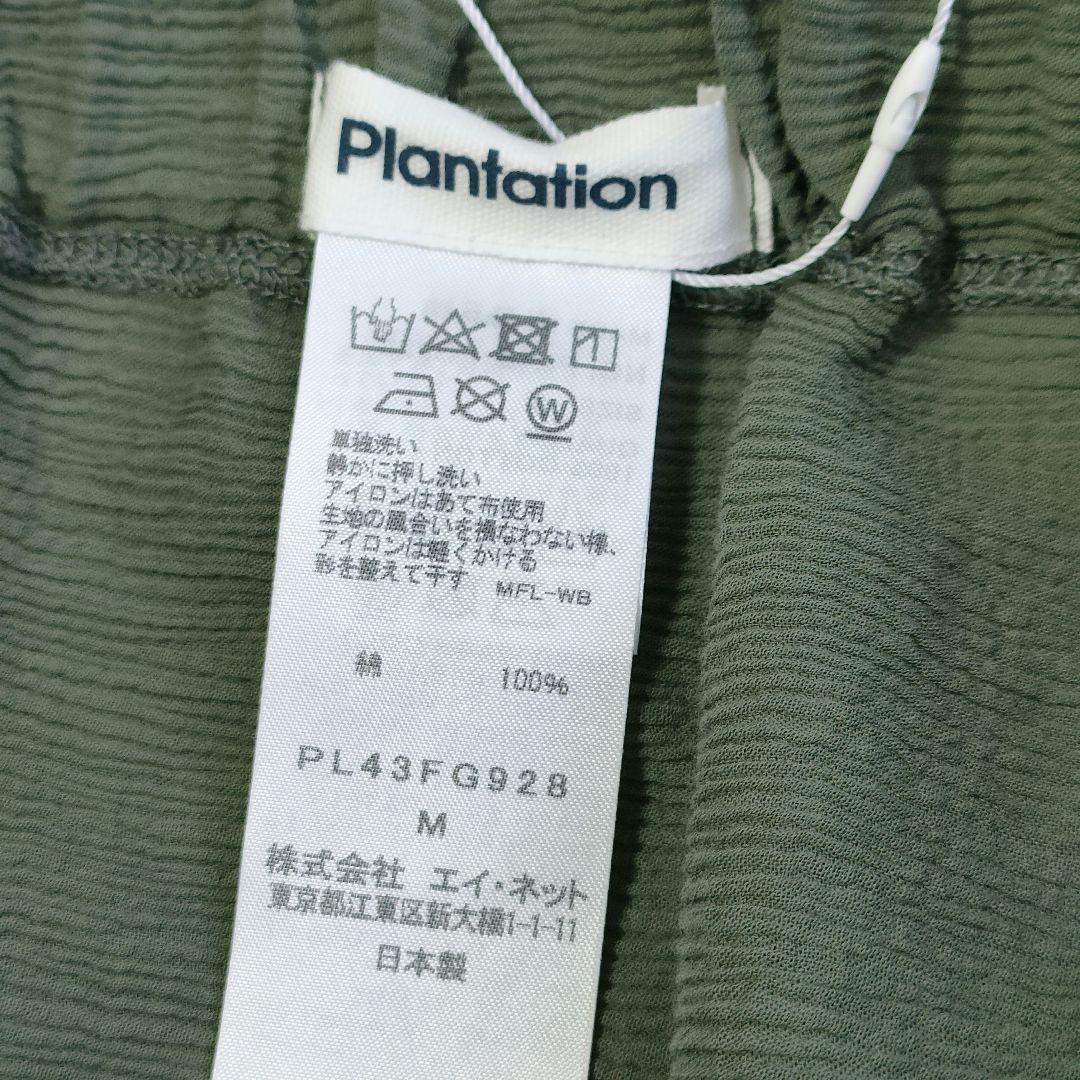 Plantation
W
単独洗い
静かに押し洗い
アイロンはあて布使用
生地の風合いを損なわない様、
アイロンは軽くかける
形を整えて干す MFL-WB
綿 100%
PL43FG928
M
株式会社 エイ・ネット
東京都江東区新大橋1-1-11
日本製